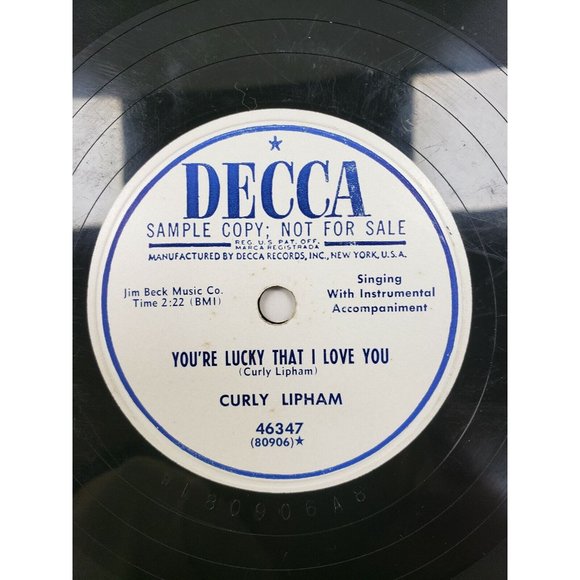 DECCA
SAMPLE COPY; NOT FOR SALE
REG. U.S. PAT. OFF.
MARCA REGISTRADA
MANUFACTURED BY DECCA RECORDS, INC., NEW YORK, U.S.A.
Jim Beck Music Co.
Time 2:22 (BMI)
Singing
With Instrumental
Accompaniment
YOU'RE LUCKY THAT I LOVE YOU
(Curly Lipham)
CURLY LIPHAM
46347
(80906)★